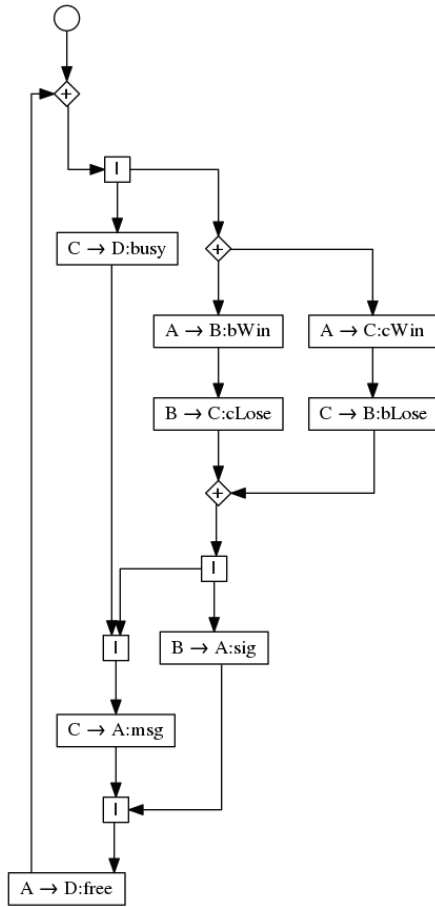 +
|
C → D:busy
+
A → B:bWin
A → C:cWin
B → C:cLose
C → B:bLose
+
|
|
B → A:sig
C → A:msg
|
A → D:free